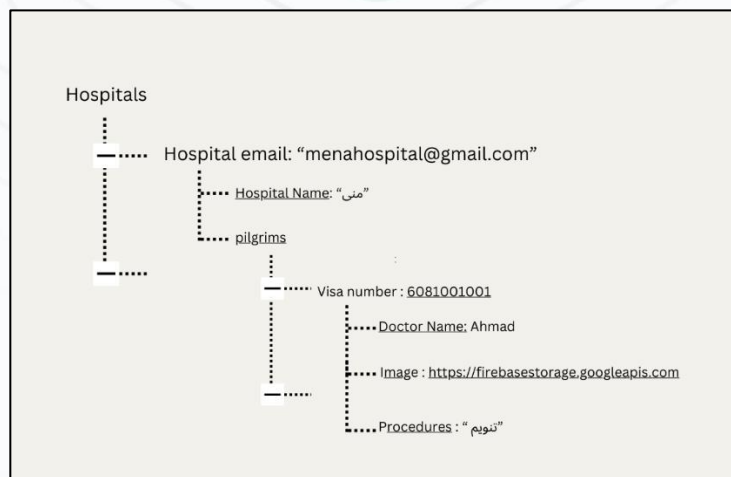 Hospitals
Hospital email: “menahospital@gmail.com”
Hospital Name: “منى”
pilgrims
:
Visa number : 6081001001
Doctor Name: Ahmad
Image : https://firebasestorage.googleapis.com
Procedures : “ تنويم”